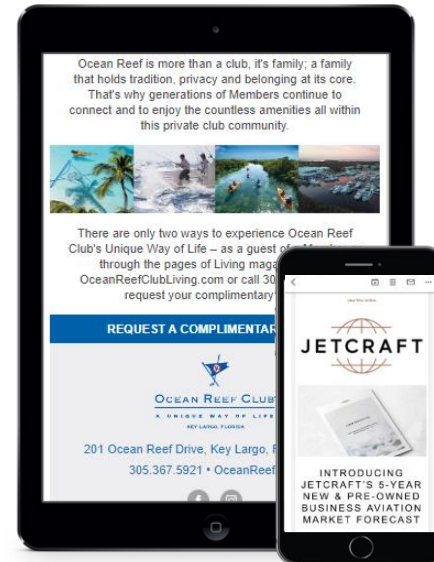 Ocean Reef is more than a club, it's family; a family
that holds tradition, privacy and belonging at its core.
That's why generations of Members continue to
connect and to enjoy the countless amenities all within
this private club community.
There are only two ways to experience Ocean Reef
Club's Unique Way of Life – as a guest of a
through the pages of Living
OceanReefClubLiving.com or call
request your complimentary
REQUEST A COMPLIMENTAR
OCEAN REEF CLUB
A UNIQUE WAY OF LIFE
KEY LARGO, FLORIDA
201 Ocean Reef Drive, Key Largo,
305.367.5921 • OceanReef
JETCRAFT
INTRODUCING
JETCRAFT'S 5-YEAR
NEW & PRE-OWNED
BUSINESS AVIATION
MARKET FORECAST